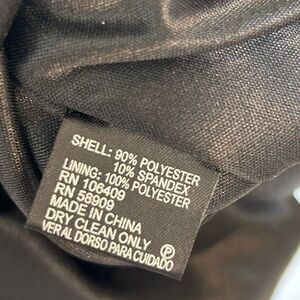 SHELL: 90% POLYESTER
10% SPANDEX
LINING: 100% POLYESTER
RN 106409
RN 58909
MADE IN CHINA
DRY CLEAN ONLY
VER AL DORSO PARA CUIDADO
P